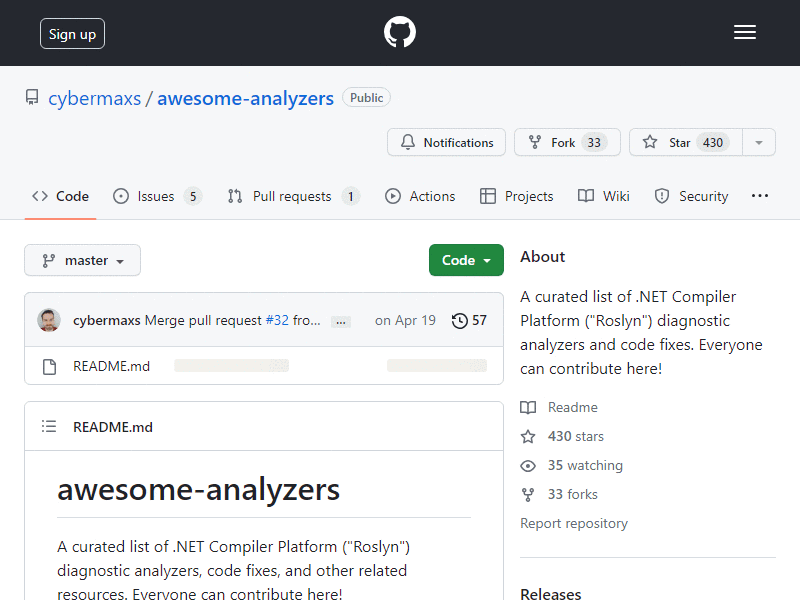 Sign up
cybermaxs / awesome-analyzers Public
Notifications Fork 33 Star 430
Code Issues 5 Pull requests 1 Actions Projects Wiki Security
master Code
cybermaxs Merge pull request #32 fro... ... on Apr 19 57
README.md
README.md
awesome-analyzers
A curated list of .NET Compiler Platform ("Roslyn")
diagnostic analyzers, code fixes, and other related
resources. Everyone can contribute here!
About
A curated list of .NET Compiler
Platform ("Roslyn") diagnostic
analyzers and code fixes. Everyone
can contribute here!
Readme
430 stars
35 watching
33 forks
Report repository
Releases